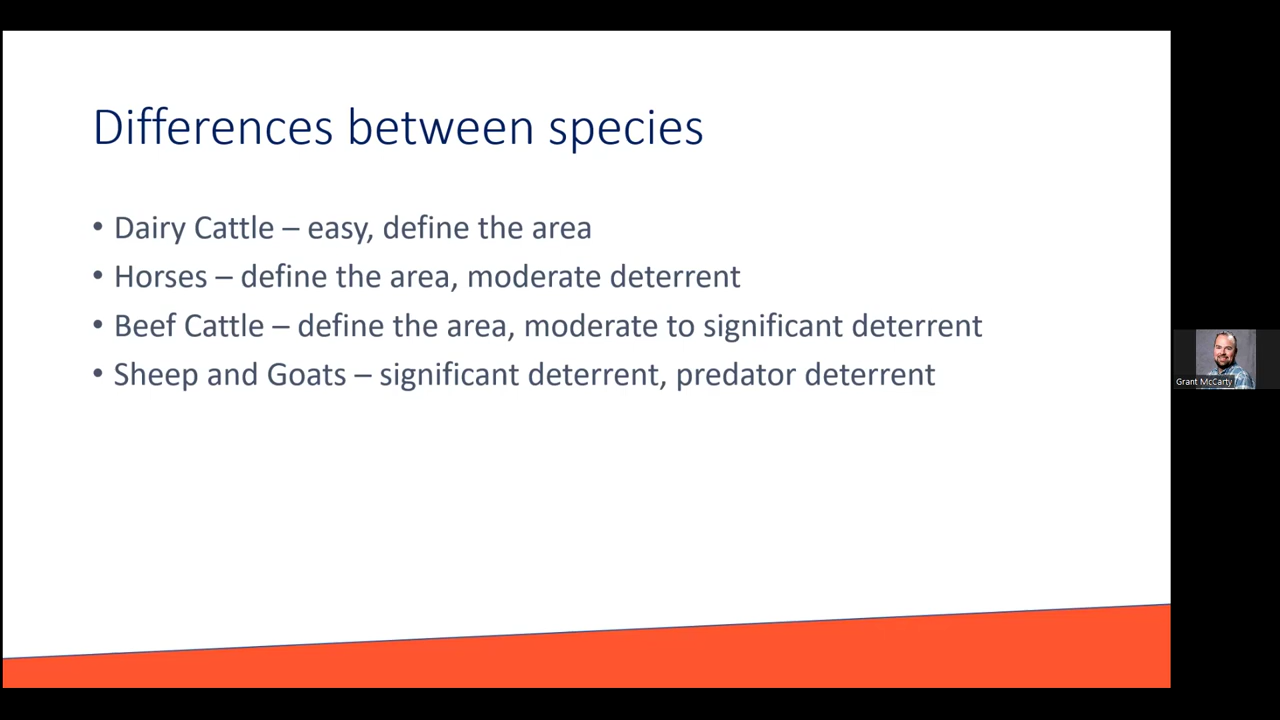 Differences between species
• Dairy Cattle – easy, define the area
• Horses – define the area, moderate deterrent
• Beef Cattle – define the area, moderate to significant deterrent
• Sheep and Goats – significant deterrent, predator deterrent
Grant McCarty